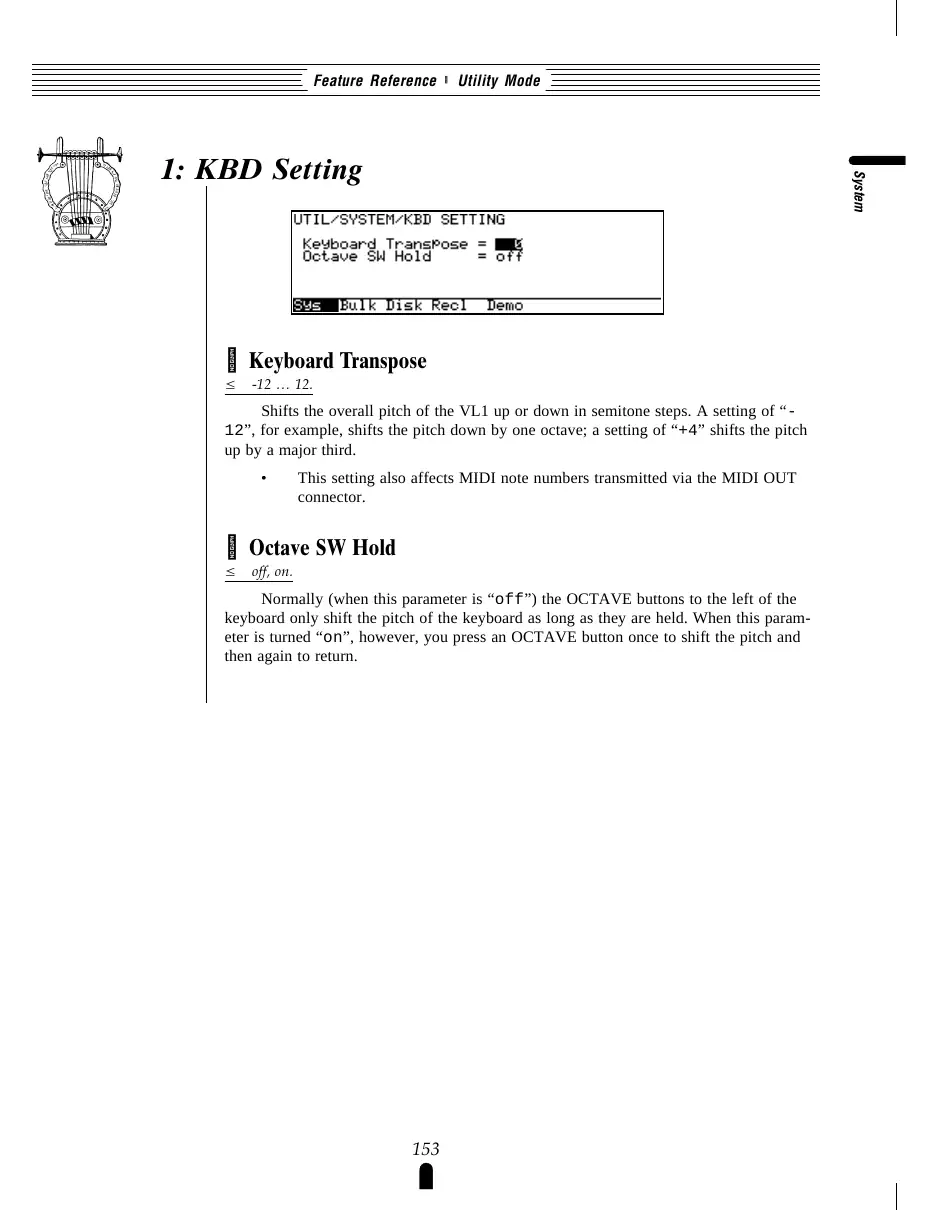 Feature Reference Utility Mode
1: KBD Setting
System
UTIL/SYSTEM/KBD SETTING
Keyboard Transpose = 0
Octave SW Hold = off
Sys Bulk Disk Recl Demo
Keyboard Transpose
≤ -12 … 12.
Shifts the overall pitch of the VL1 up or down in semitone steps. A setting of “-
12”, for example, shifts the pitch down by one octave; a setting of “+4” shifts the pitch
up by a major third.
• This setting also affects MIDI note numbers transmitted via the MIDI OUT
connector.
Octave SW Hold
≤ off, on.
Normally (when this parameter is “off”) the OCTAVE buttons to the left of the
keyboard only shift the pitch of the keyboard as long as they are held. When this param-
eter is turned “on”, however, you press an OCTAVE button once to shift the pitch and
then again to return.
153